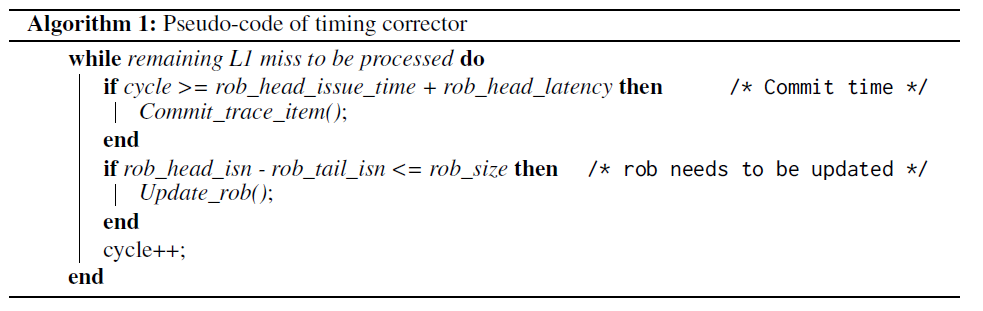 Algorithm 1: Pseudo-code of timing corrector
while remaining L1 miss to be processed do
if cycle >= rob_head_issue_time + rob_head_latency then /* Commit time */
Commit_trace_item();
end
if rob_head_isn - rob_tail_isn <= rob_size then /* rob needs to be updated */
Update_rob();
end
cycle++;
end